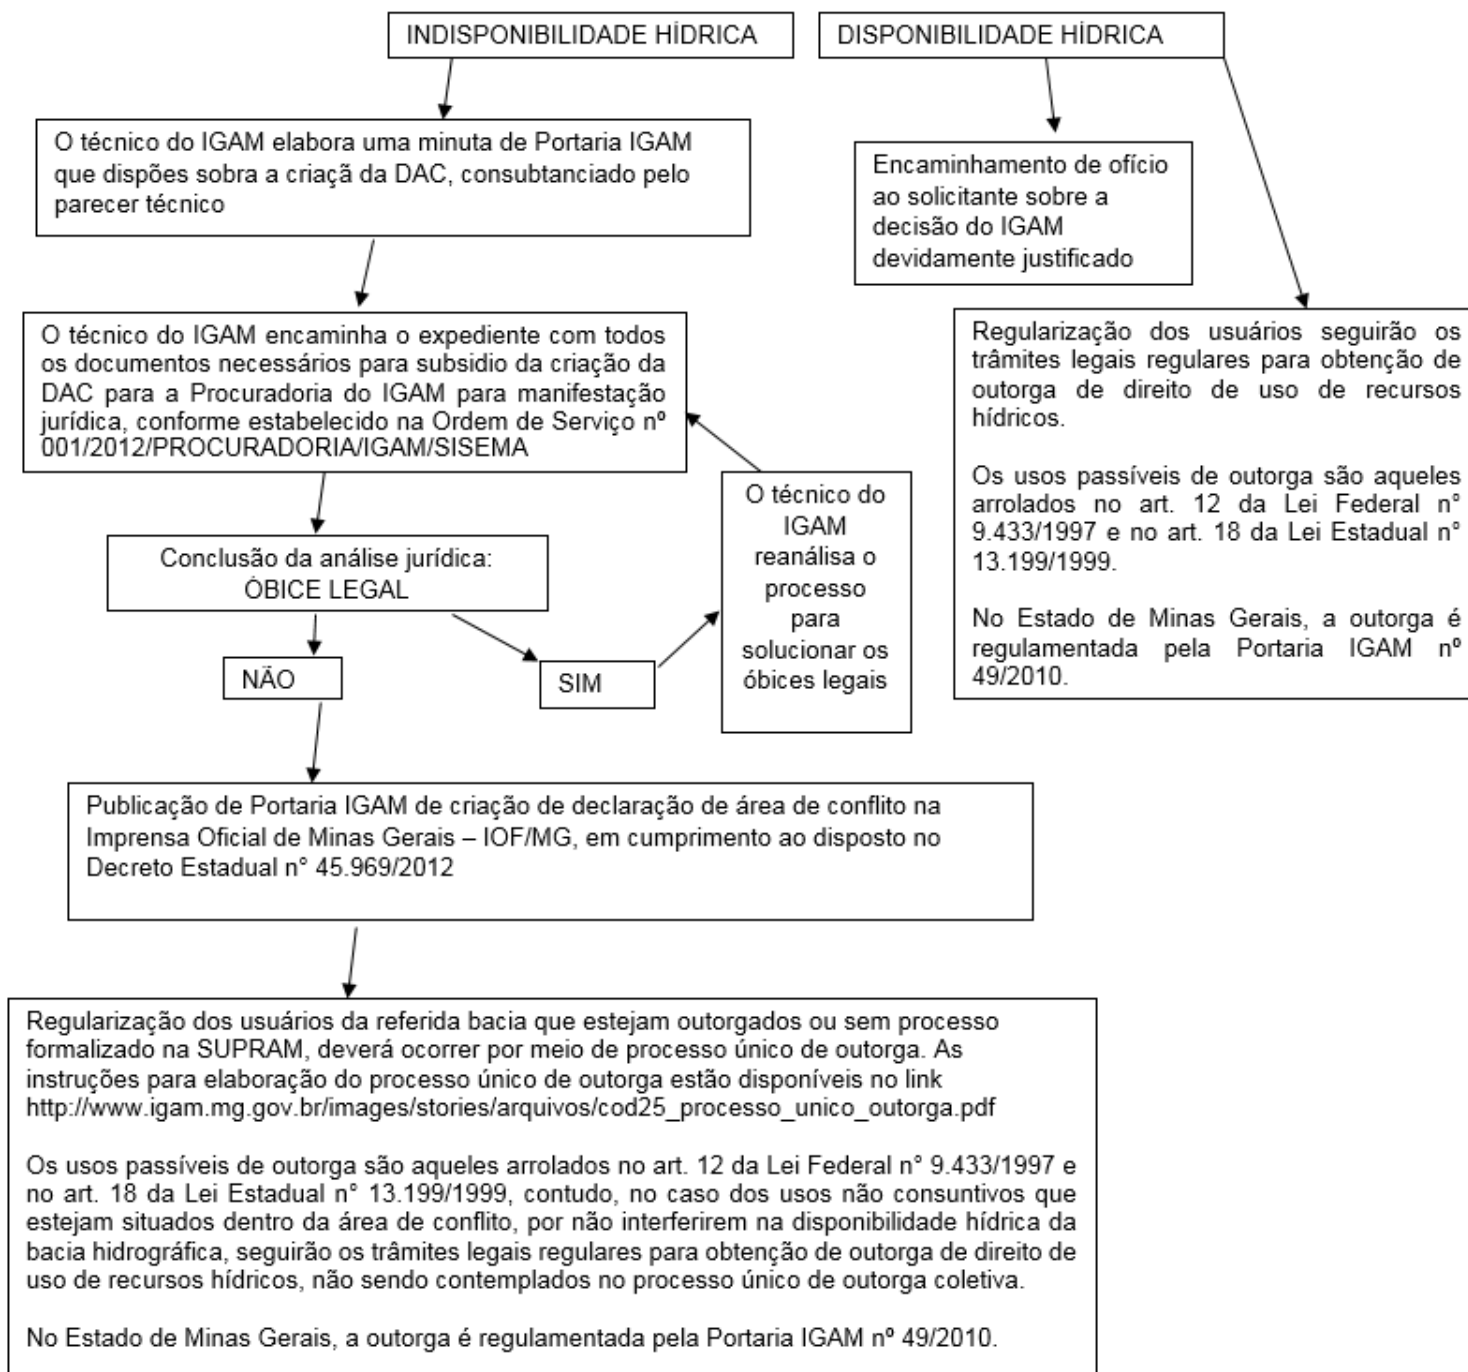 INDISPONIBILIDADE HÍDRICA
DISPONIBILIDADE HÍDRICA
O técnico do IGAM elabora uma minuta de Portaria IGAM
que dispões sobra a criaçã da DAC, consubtanciado pelo
parecer técnico
Encaminhamento de ofício
ao solicitante sobre a
decisão do IGAM
devidamente justificado
O técnico do IGAM encaminha o expediente com todos
os documentos necessários para subsidio da criação da
DAC para a Procuradoria do IGAM para manifestação
jurídica, conforme estabelecido na Ordem de Serviço nº
001/2012/PROCURADORIA/IGAM/SISEMA
Regularização dos usuários seguirão os
trâmites legais regulares para obtenção de
outorga de direito de uso de recursos
hídricos.
Os usos passíveis de outorga são aqueles
arrolados no art. 12 da Lei Federal n°
9.433/1997 e no art. 18 da Lei Estadual n°
13.199/1999.
No Estado de Minas Gerais, a outorga é
regulamentada pela Portaria IGAM nº
49/2010.
O técnico do
IGAM
reanálisa o
processo
para
solucionar os
óbices legais
Conclusão da análise jurídica:
ÓBICE LEGAL
NÃO
SIM
Publicação de Portaria IGAM de criação de declaração de área de conflito na
Imprensa Oficial de Minas Gerais – IOF/MG, em cumprimento ao disposto no
Decreto Estadual n° 45.969/2012
Regularização dos usuários da referida bacia que estejam outorgados ou sem processo
formalizado na SUPRAM, deverá ocorrer por meio de processo único de outorga. As
instruções para elaboração do processo único de outorga estão disponíveis no link
http://www.igam.mg.gov.br/images/stories/arquivos/cod25_processo_unico_outorga.pdf
Os usos passíveis de outorga são aqueles arrolados no art. 12 da Lei Federal n° 9.433/1997 e
no art. 18 da Lei Estadual n° 13.199/1999, contudo, no caso dos usos não consuntivos que
estejam situados dentro da área de conflito, por não interferirem na disponibilidade hídrica da
bacia hidrográfica, seguirão os trâmites legais regulares para obtenção de outorga de direito de
uso de recursos hídricos, não sendo contemplados no processo único de outorga coletiva.
No Estado de Minas Gerais, a outorga é regulamentada pela Portaria IGAM nº 49/2010.